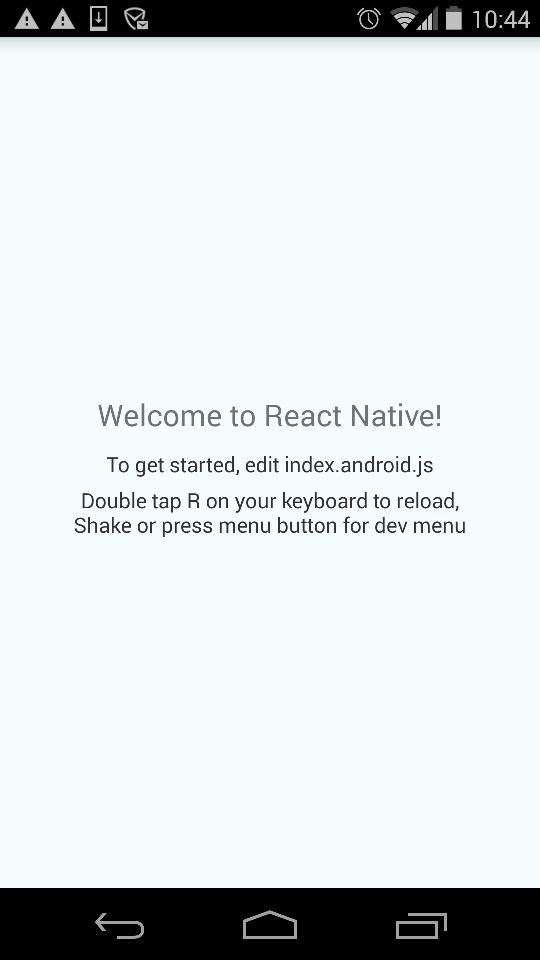 10:44
Welcome to React Native!
To get started, edit index.android.js
Double tap R on your keyboard to reload,
Shake or press menu button for dev menu